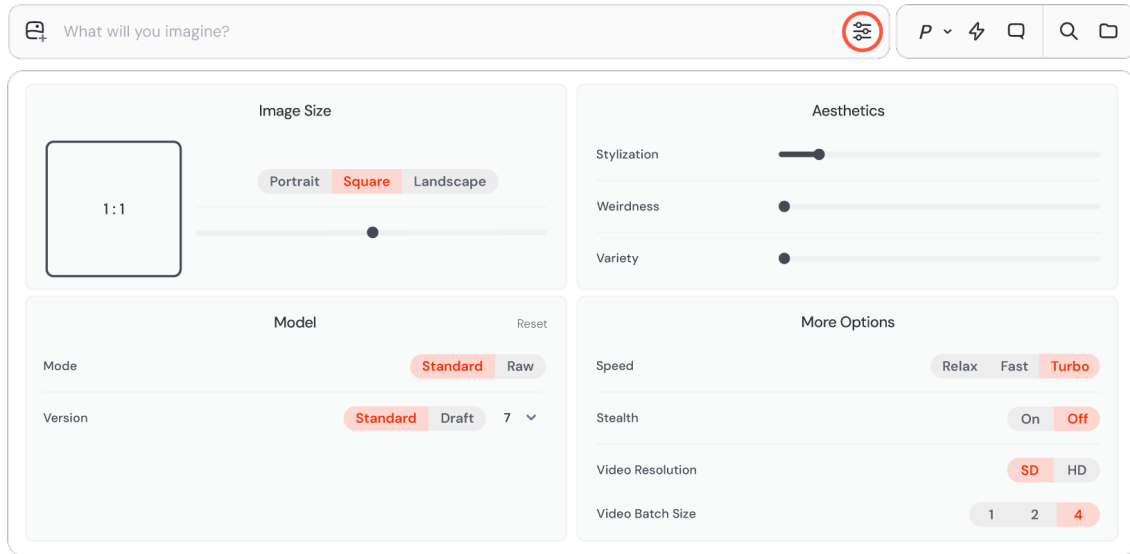 What will you imagine?
P
Image Size
1:1
Portrait Square Landscape
Aesthetics
Stylization
Weirdness
Variety
Model
Reset
Mode Standard Raw
Version Standard Draft 7
More Options
Speed Relax Fast Turbo
Stealth On Off
Video Resolution SD HD
Video Batch Size 1 2 4